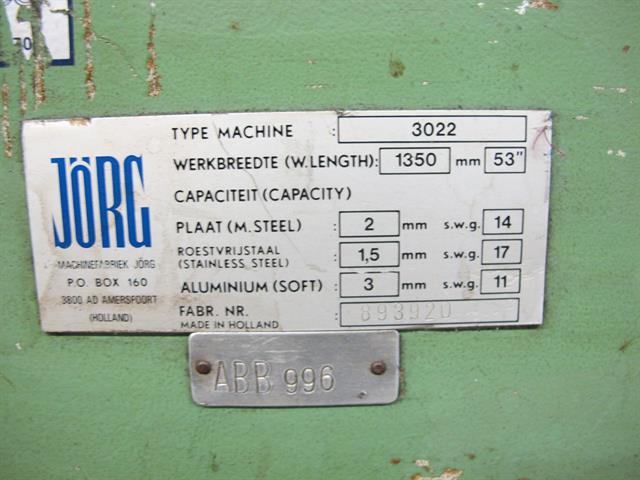 70
JÖRG
MACHINEFABRIEK JÖRG
P.O. BOX 160
3800 AD AMERSFOORT
(HOLLAND)
TYPE MACHINE : 3022
WERKBREEDTE (W.LENGTH): 1350 mm 53"
CAPACITEIT (CAPACITY)
PLAAT (M. STEEL) : 2 mm s.w.g. 14
ROESTVRIJSTAAL
(STAINLESS STEEL) : 1,5 mm s.w.g. 17
ALUMINIUM (SOFT) : 3 mm s.w.g. 11
FABR. NR.
MADE IN HOLLAND : 893920
ABB 996